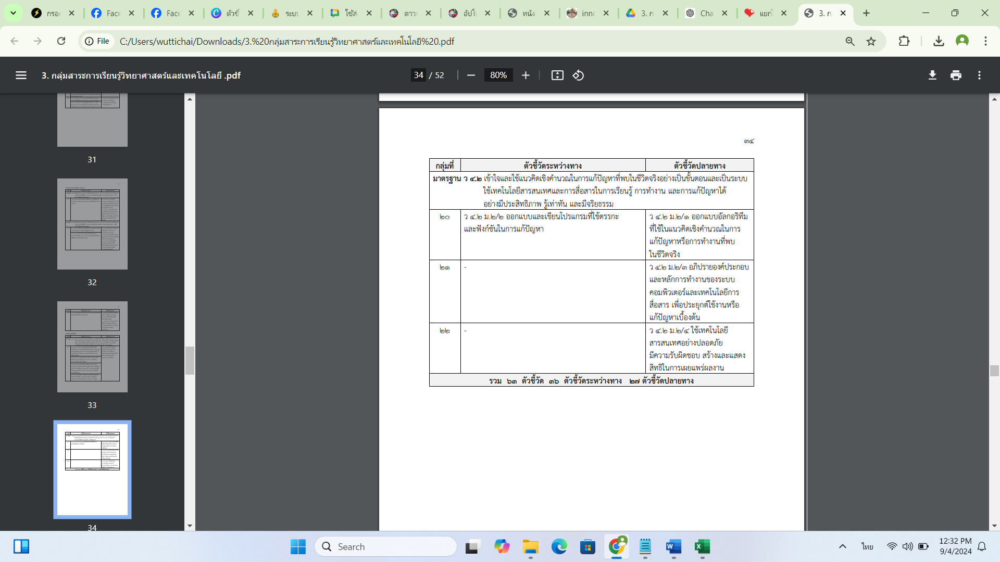 กรอก
Face
Face
ตัวชี้
ระบบ
ใช้ส่
ดาวน
อัปโ
หนัง
inno
3. ก
Cha
แยกไ
3. ก
File
C:/Users/wuttichai/Downloads/3.%20กลุ่มสาระการเรียนรู้วิทยาศาสตร์และเทคโนโลยี%20.pdf
3. กลุ่มสาระการเรียนรู้วิทยาศาสตร์และเทคโนโลยี .pdf
34 / 52
80%
31
32
33
34
๓๔
กลุ่มที่ ตัวชี้วัดระหว่างทาง ตัวชี้วัดปลายทาง
มาตรฐาน ว ๔.๒ เข้าใจและใช้แนวคิดเชิงคำนวณในการแก้ปัญหาที่พบในชีวิตจริงอย่างเป็นขั้นตอนและเป็นระบบ
ใช้เทคโนโลยีสารสนเทศและการสื่อสารในการเรียนรู้ การทำงาน และการแก้ปัญหาได้
อย่างมีประสิทธิภาพ รู้เท่าทัน และมีจริยธรรม
๒๐
ว ๔.๒ ม.๒/๒ ออกแบบและเขียนโปรแกรมที่ใช้ตรรกะ
และฟังก์ชันในการแก้ปัญหา
ว ๔.๒ ม.๒/๑ ออกแบบอัลกอริทึม
ที่ใช้ในแนวคิดเชิงคำนวณในการ
แก้ปัญหาหรือการทำงานที่พบ
ในชีวิตจริง
๒๑
-
ว ๔.๒ ม.๒/๓ อภิปรายองค์ประกอบ
และหลักการทำงานของระบบ
คอมพิวเตอร์และเทคโนโลยีการ
สื่อสาร เพื่อประยุกต์ใช้งานหรือ
แก้ปัญหาเบื้องต้น
๒๒
-
ว ๔.๒ ม.๒/๔ ใช้เทคโนโลยี
สารสนเทศอย่างปลอดภัย
มีความรับผิดชอบ สร้างและแสดง
สิทธิในการเผยแพร่ผลงาน
รวม ๖๓ ตัวชี้วัด ๓๖ ตัวชี้วัดระหว่างทาง ๒๗ ตัวชี้วัดปลายทาง
Search
ไทย
12:32 PM
9/4/2024